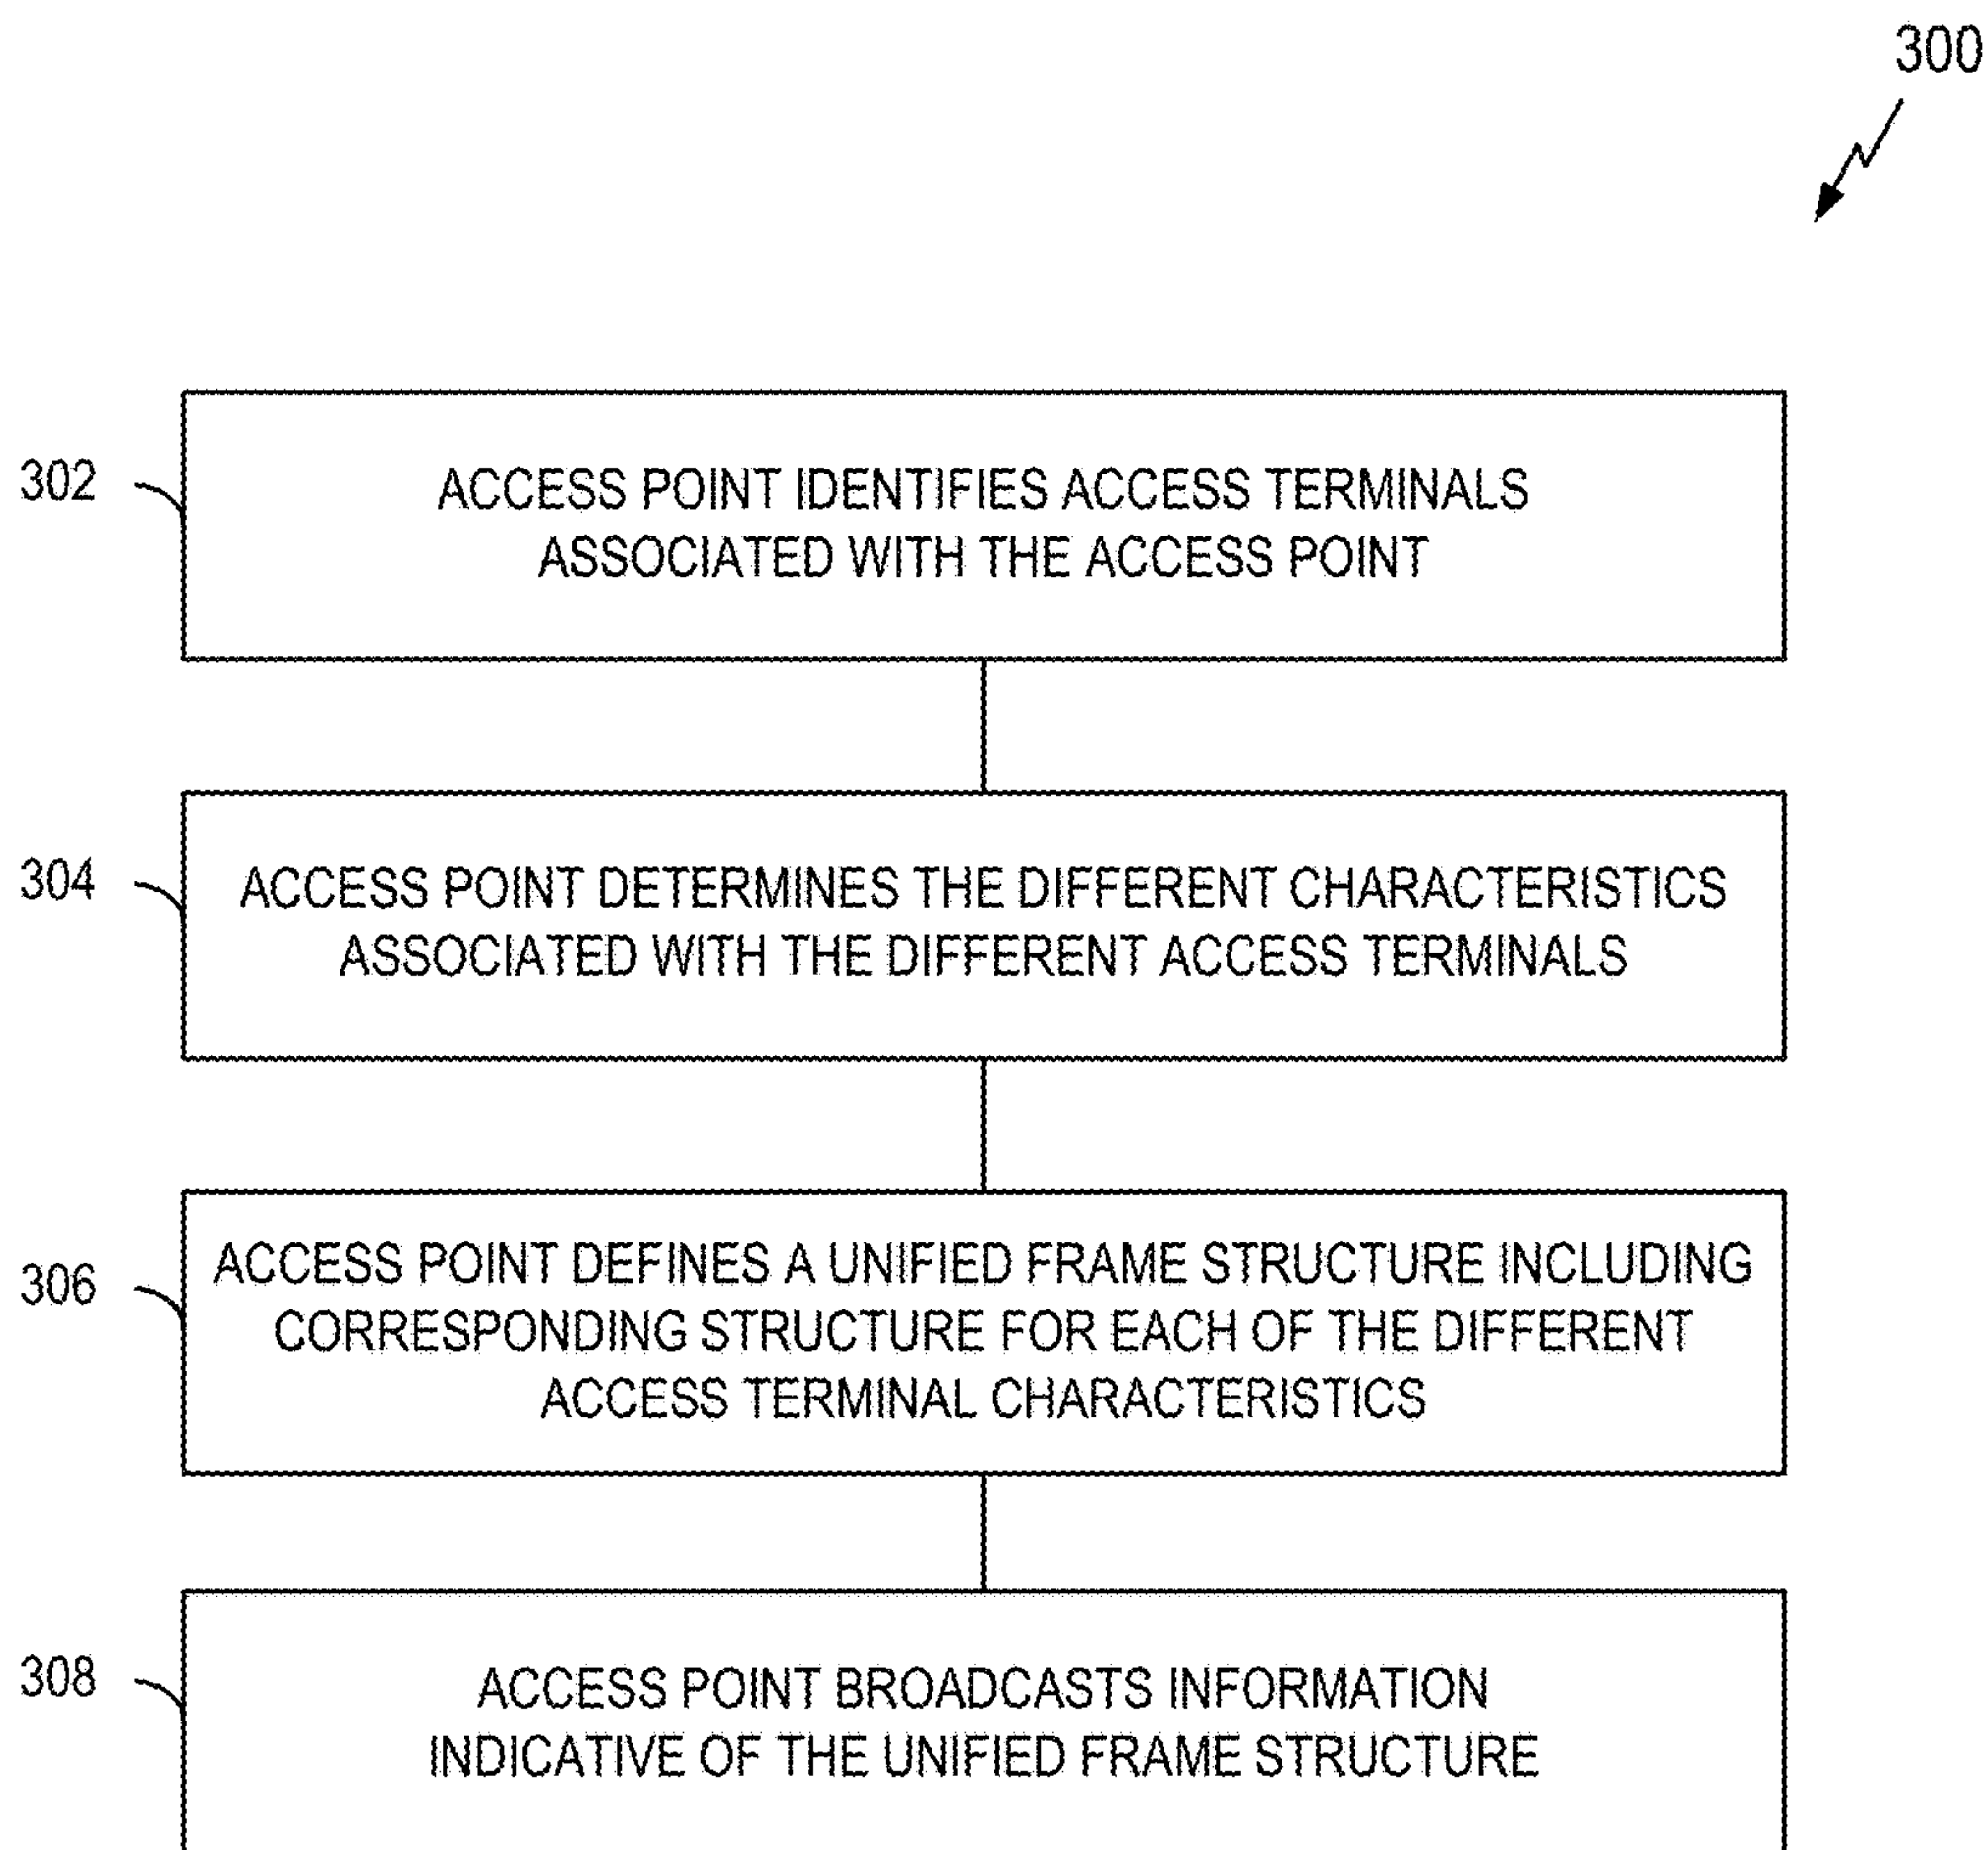 300
302
ACCESS POINT IDENTIFIES ACCESS TERMINALS
ASSOCIATED WITH THE ACCESS POINT
304
ACCESS POINT DETERMINES THE DIFFERENT CHARACTERISTICS
ASSOCIATED WITH THE DIFFERENT ACCESS TERMINALS
306
ACCESS POINT DEFINES A UNIFIED FRAME STRUCTURE INCLUDING
CORRESPONDING STRUCTURE FOR EACH OF THE DIFFERENT
ACCESS TERMINAL CHARACTERISTICS
308
ACCESS POINT BROADCASTS INFORMATION
INDICATIVE OF THE UNIFIED FRAME STRUCTURE